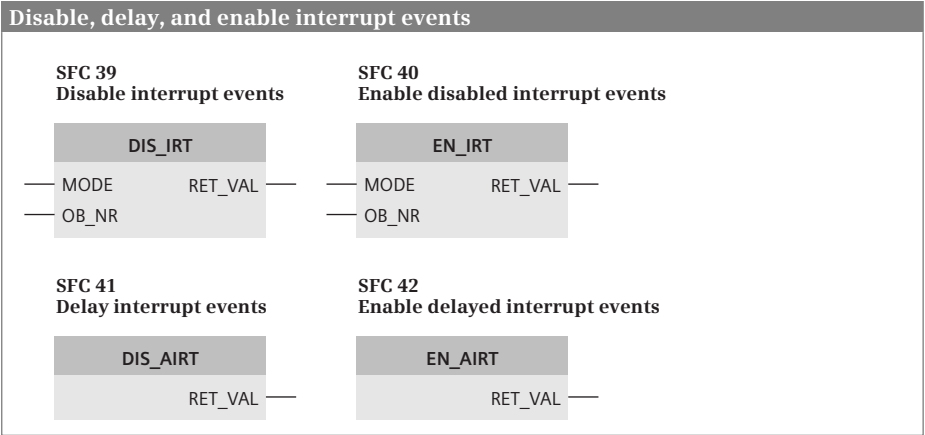 Disable, delay, and enable interrupt events
SFC 39
Disable interrupt events
DIS_IRT
MODE RET_VAL
OB_NR
SFC 40
Enable disabled interrupt events
EN_IRT
MODE RET_VAL
OB_NR
SFC 41
Delay interrupt events
DIS_AIRT
RET_VAL
SFC 42
Enable delayed interrupt events
EN_AIRT
RET_VAL